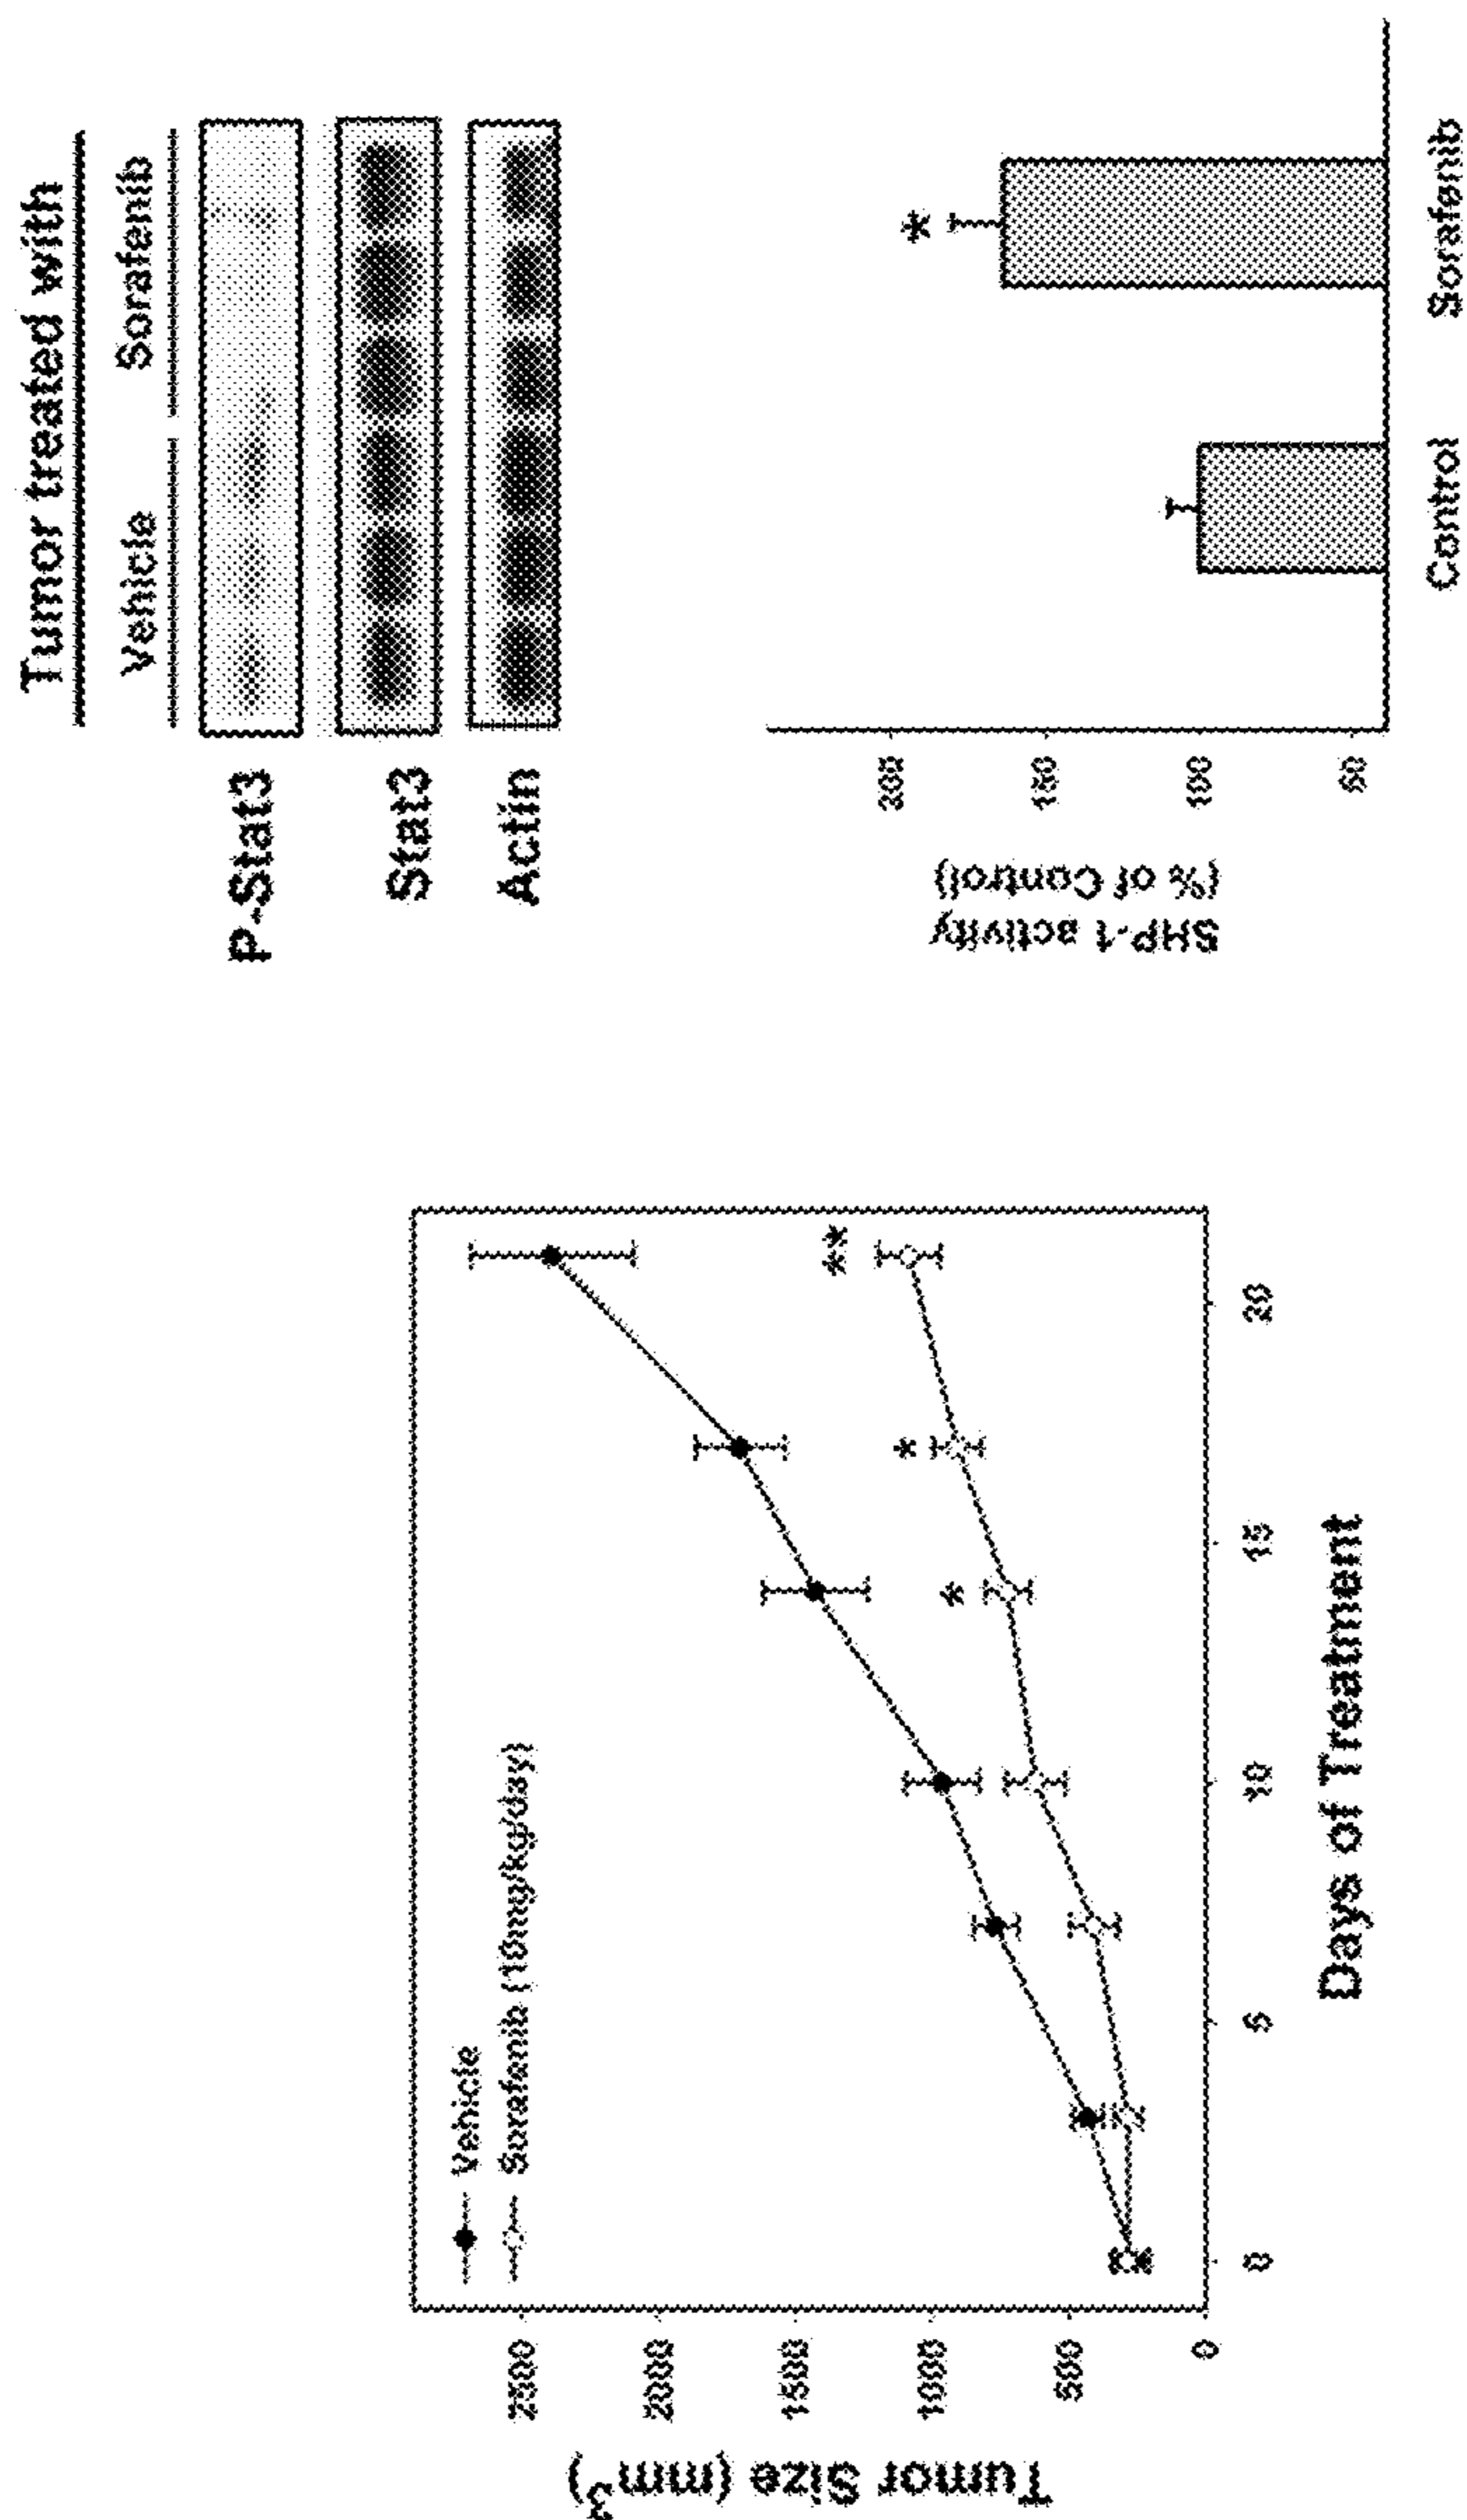 Tumor Size (mm3)
2500
2000
1500
1000
500
0
Vehicle
Sorafenib (10mg/kg/day)
0
5
10
15
20
*
*
**
Days of Treatment
Tumor treated with
Vehicle
Sorafenib
P-Stat3
Stat3
Actin
SHP-1 activity
(% of Control)
200
150
100
50
*
Control
Sorafenib